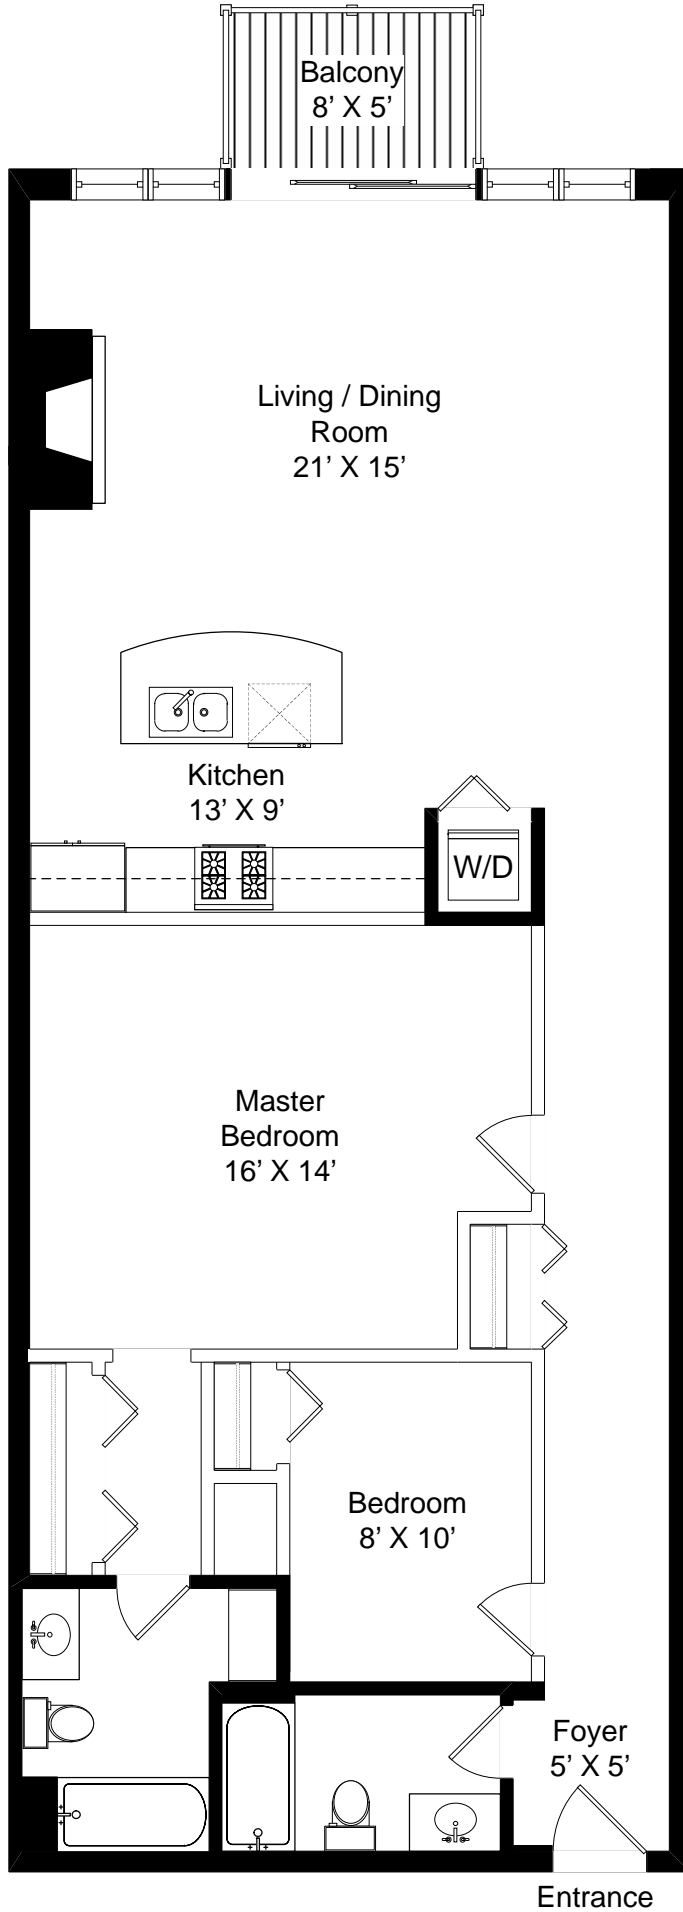 Balcony
8’ X 5’
Living / Dining
Room
21’ X 15’
Kitchen
13’ X 9’
W/D
Master
Bedroom
16’ X 14’
Bedroom
8’ X 10’
Foyer
5’ X 5’
Entrance